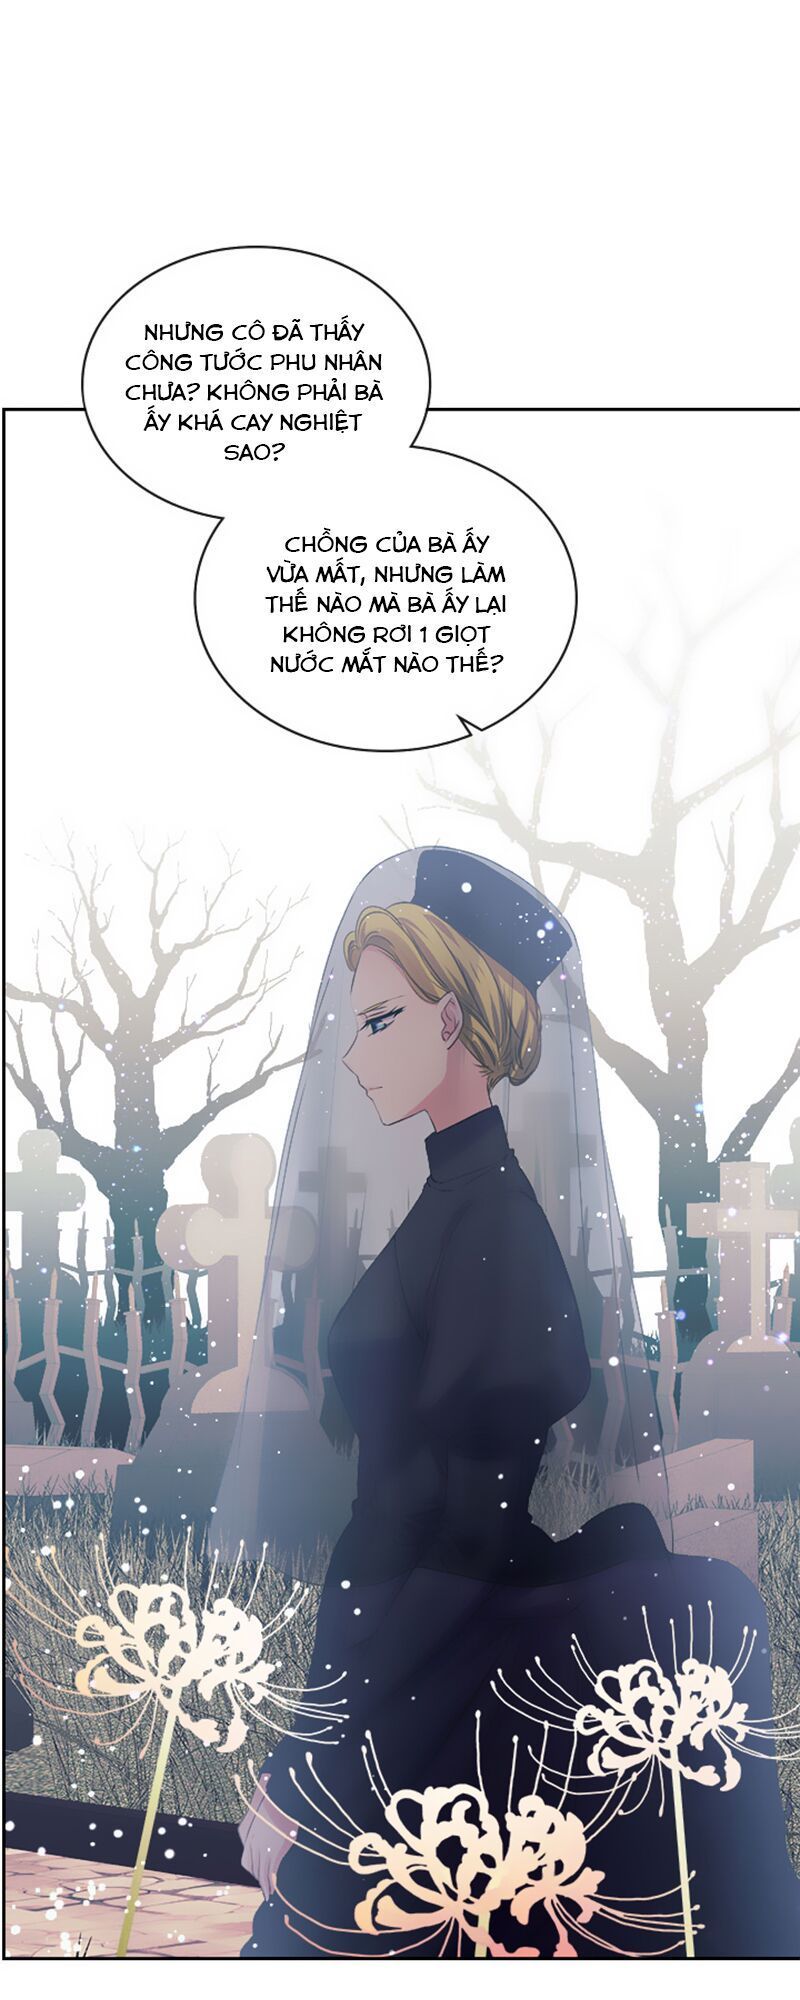 NHƯNG CÔ ĐÃ THẤY
CÔNG TƯỚC PHU NHÂN
CHƯA? KHÔNG PHẢI BÀ
ẤY KHÁ CAY NGHIỆT
SAO?
CHỒNG CỦA BÀ ẤY
VỪA MẤT, NHƯNG LÀM
THẾ NÀO MÀ BÀ ẤY LẠI
KHÔNG RƠI 1 GIỌT
NƯỚC MẮT NÀO THẾ?